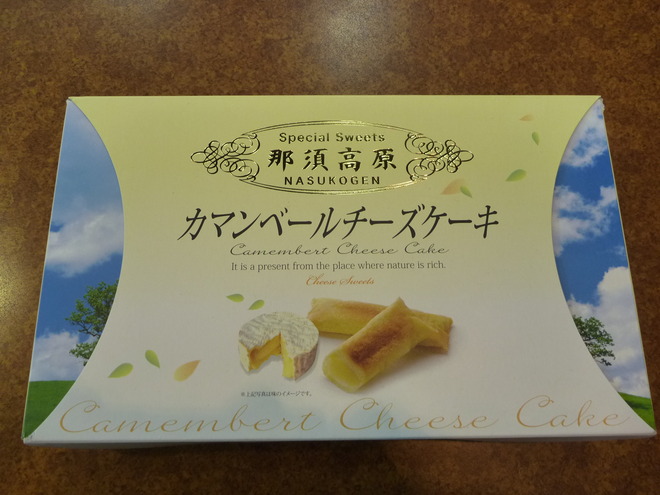 Special Sweets
那須高原
NASUKOGEN
カマンベールチーズケーキ
Camembert Cheese Cake
It is a present from the place where nature is rich.
Cheese Sweets
※上記写真は味のイメージです。
Camembert Cheese Cake